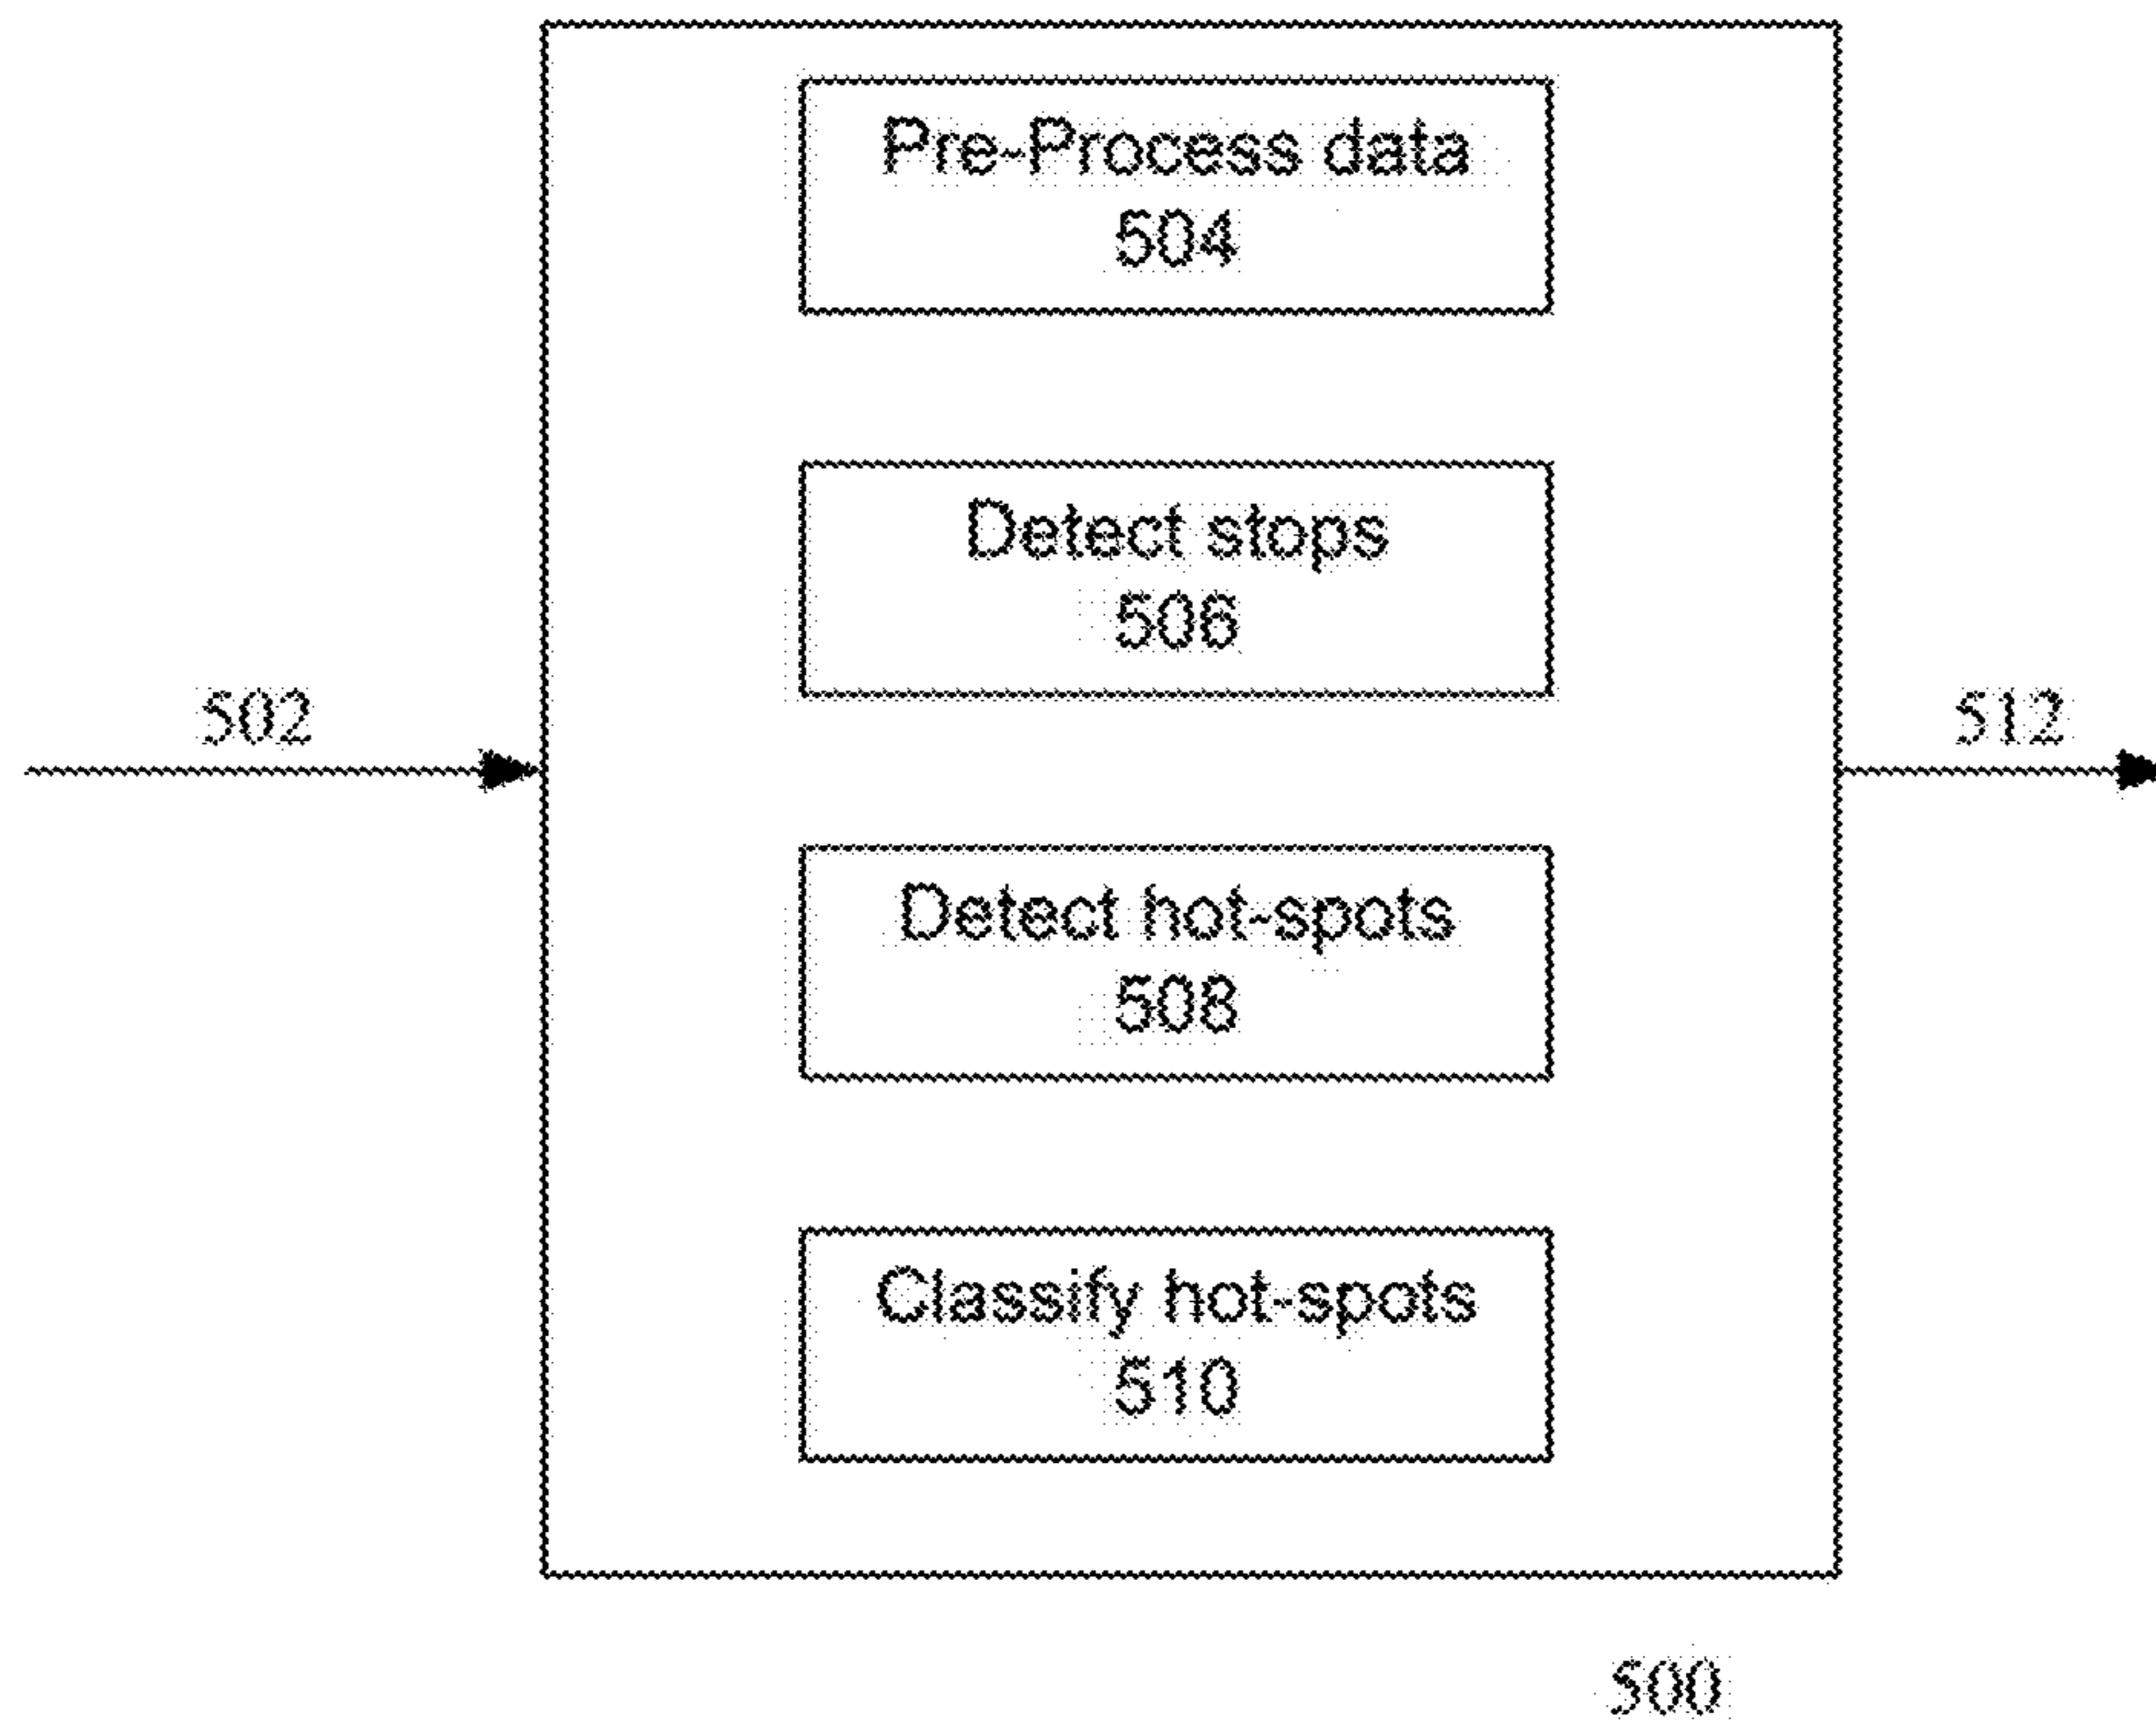 Pre-Process data
504
Detect stops
506
502
512
Detect hot-spots
508
Classify hot-spots
510
500